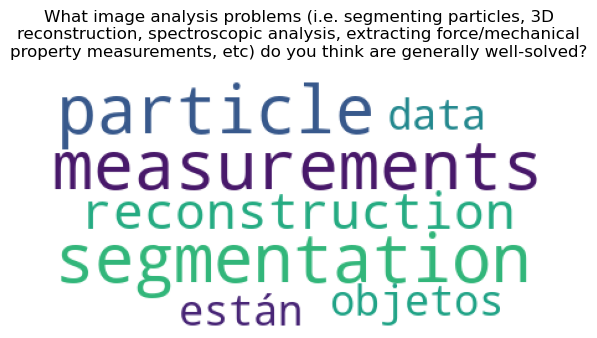 What image analysis problems (i.e. segmenting particles, 3D
reconstruction, spectroscopic analysis, extracting force/mechanical
property measurements, etc) do you think are generally well-solved?
particle data
measurements
reconstruction
segmentation
están objetos